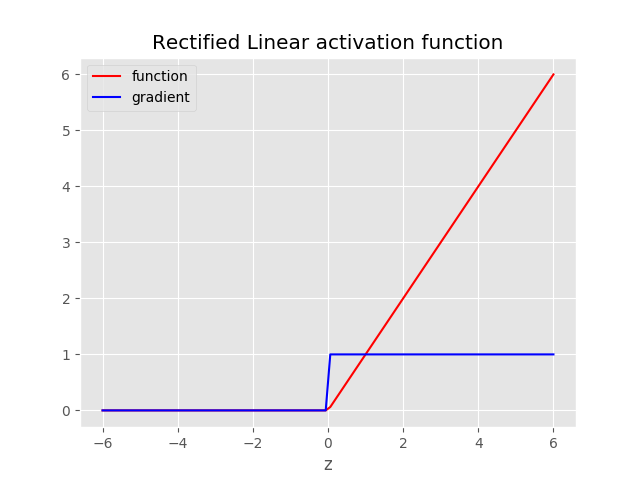 Rectified Linear activation function
function
gradient
6
5
4
3
2
1
0
−6 −4 −2 0 2 4 6
z